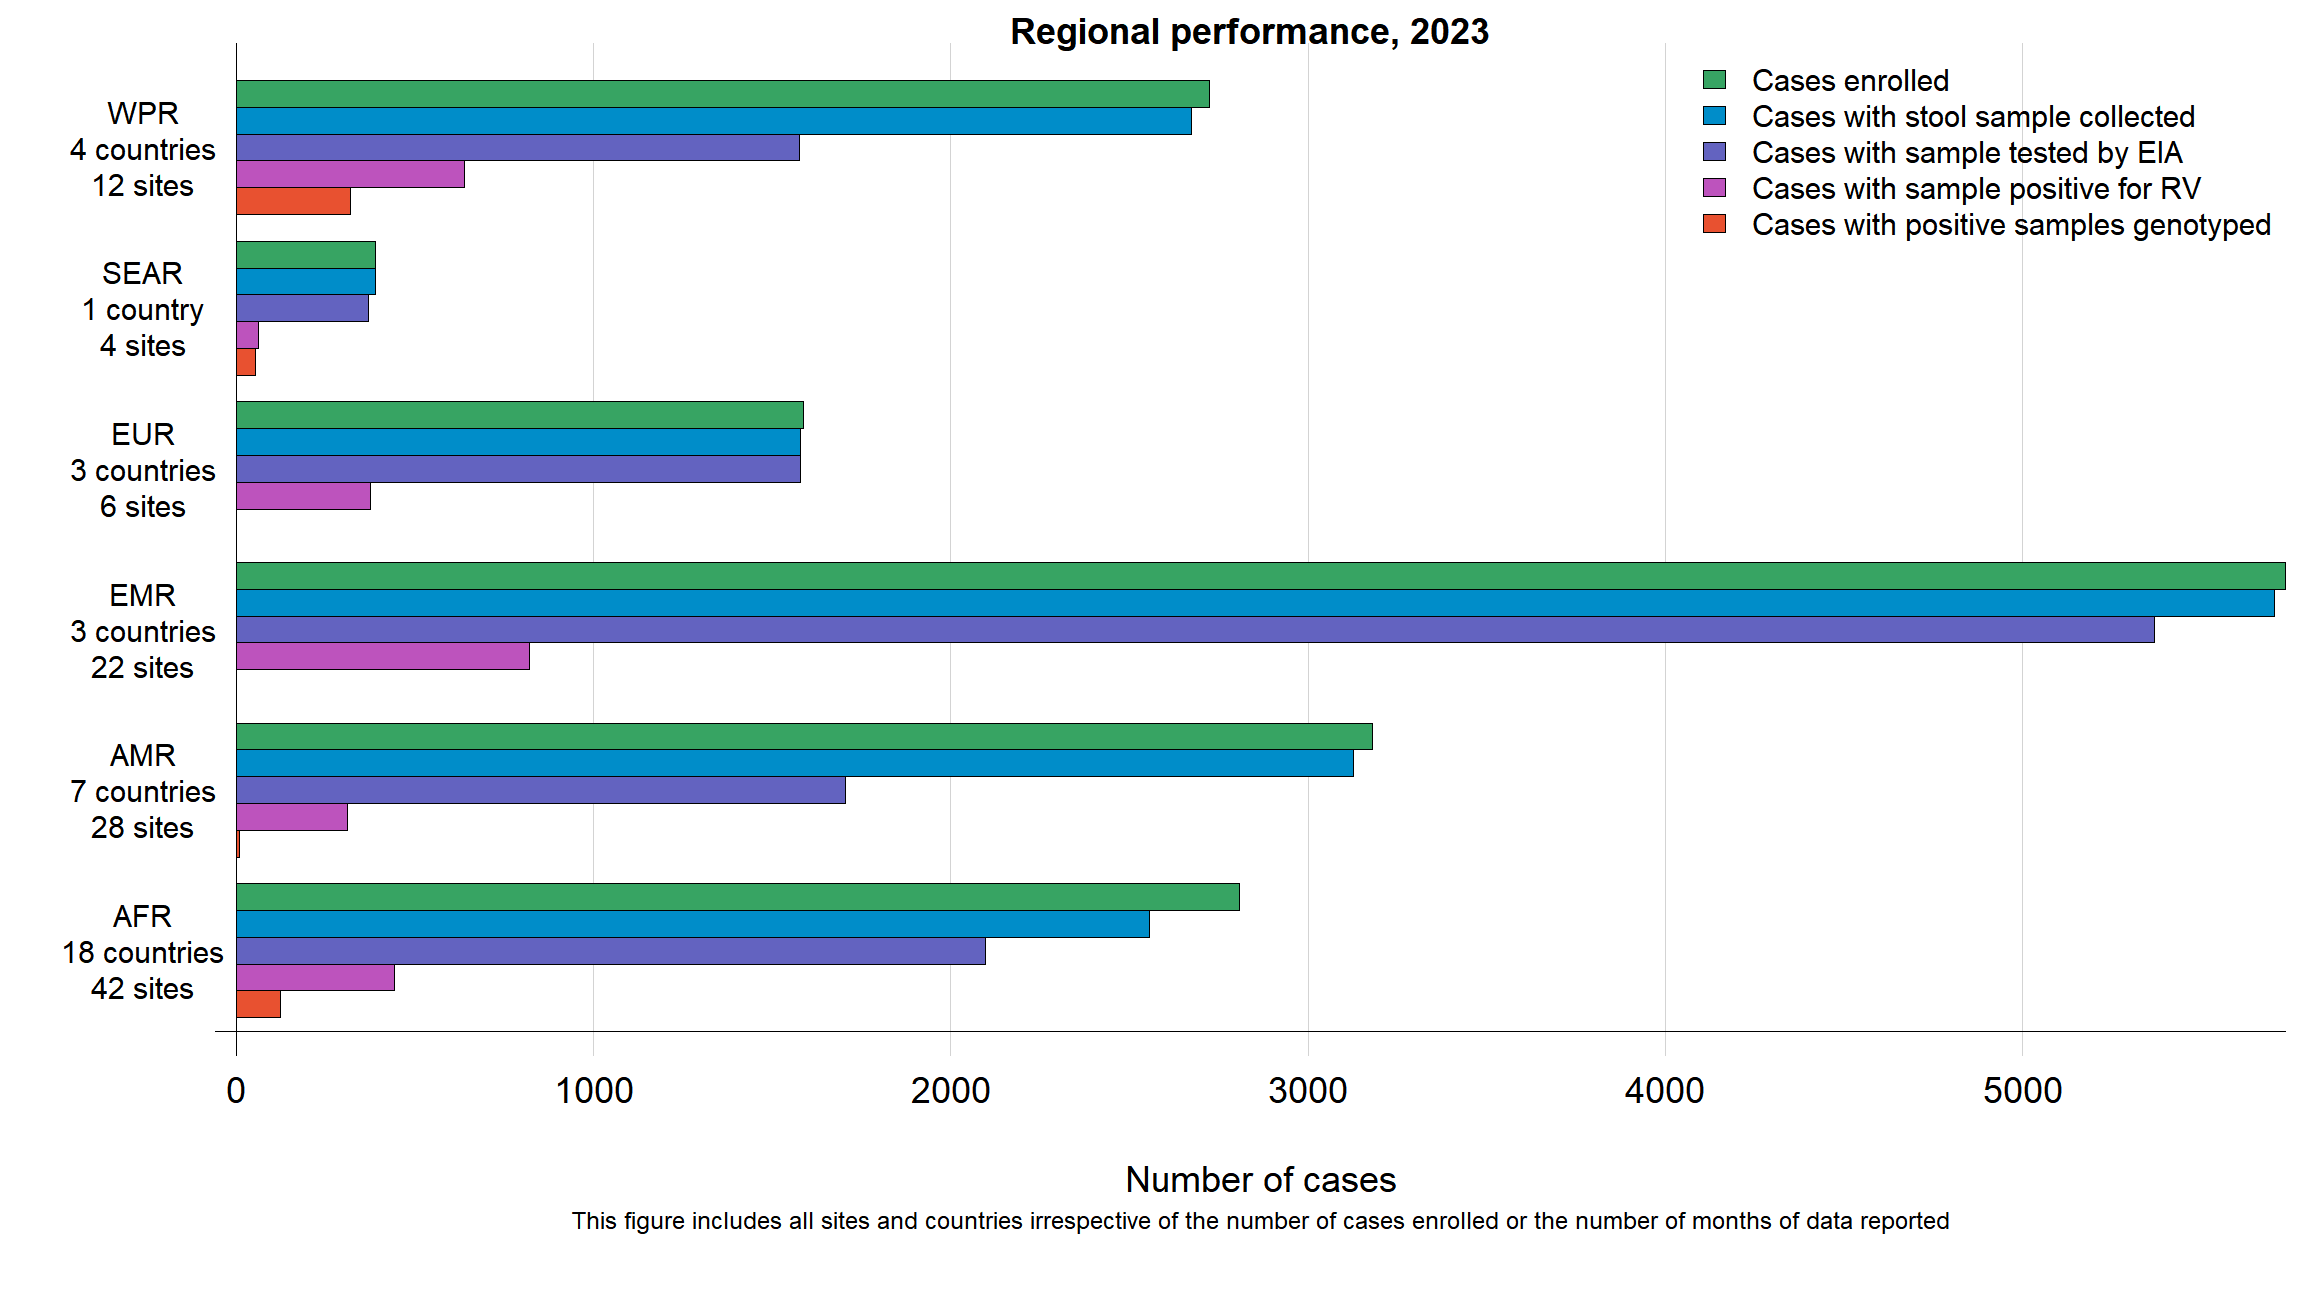 Regional performance, 2023
Cases enrolled
Cases with stool sample collected
Cases with sample tested by EIA
Cases with sample positive for RV
Cases with positive samples genotyped
WPR
4 countries
12 sites
SEAR
1 country
4 sites
EUR
3 countries
6 sites
EMR
3 countries
22 sites
AMR
7 countries
28 sites
AFR
18 countries
42 sites
0 1000 2000 3000 4000 5000
Number of cases
This figure includes all sites and countries irrespective of the number of cases enrolled or the number of months of data reported